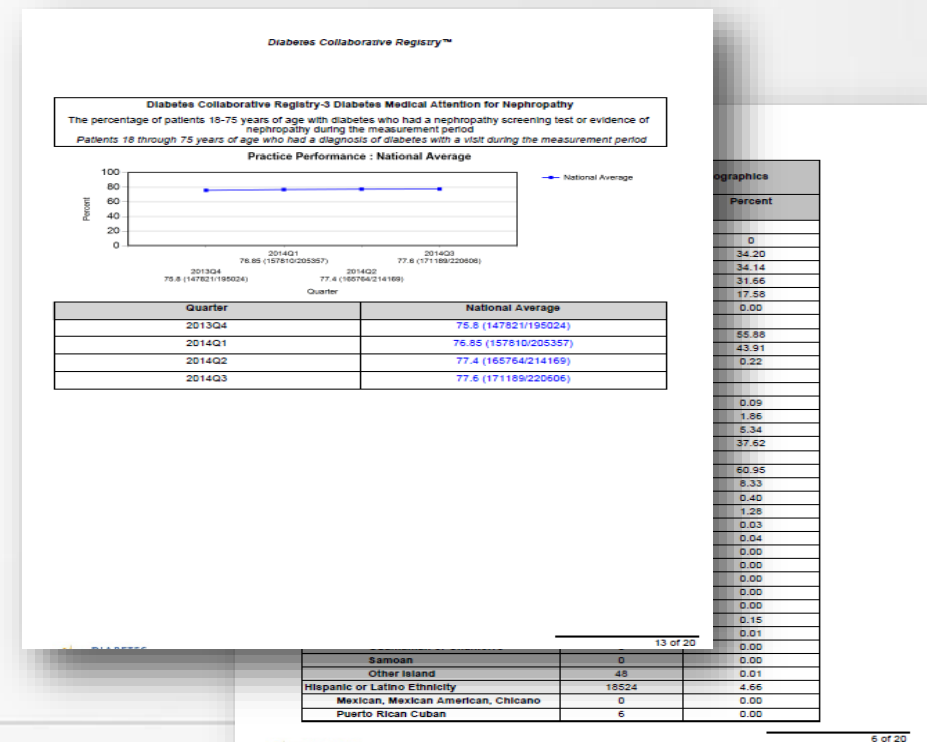 Diabetes Collaborative Registry™
Diabetes Collaborative Registry-3 Diabetes Medical Attention for Nephropathy
The percentage of patients 18-75 years of age with diabetes who had a nephropathy screening test or evidence of
nephropathy during the measurement period
Patients 18 through 75 years of age who had a diagnosis of diabetes with a visit during the measurement period
Practice Performance : National Average
100
80
60
40
20
0
Percent
National Average
2014Q1
76.85 (157810/205357)
2014Q3
77.6 (171189/220606)
2013Q4
75.8 (147821/195024)
2014Q2
77.4 (165764/214169)
Quarter
Quarter National Average
2013Q4 75.8 (147821/195024)
2014Q1 76.85 (157810/205357)
2014Q2 77.4 (165764/214169)
2014Q3 77.6 (171189/220606)
13 of 20
ographics
Percent
0
34.20
34.14
31.66
17.58
0.00
55.88
43.91
0.22
0.09
1.86
5.34
37.62
60.95
8.33
0.40
1.28
0.03
0.04
0.00
0.00
0.00
0.00
0.00
0.15
0.01
0.00
Samoan 0 0.00
Other Island 48 0.01
Hispanic or Latino Ethnicity 18524 4.66
Mexican, Mexican American, Chicano 0 0.00
Puerto Rican Cuban 6 0.00
6 of 20